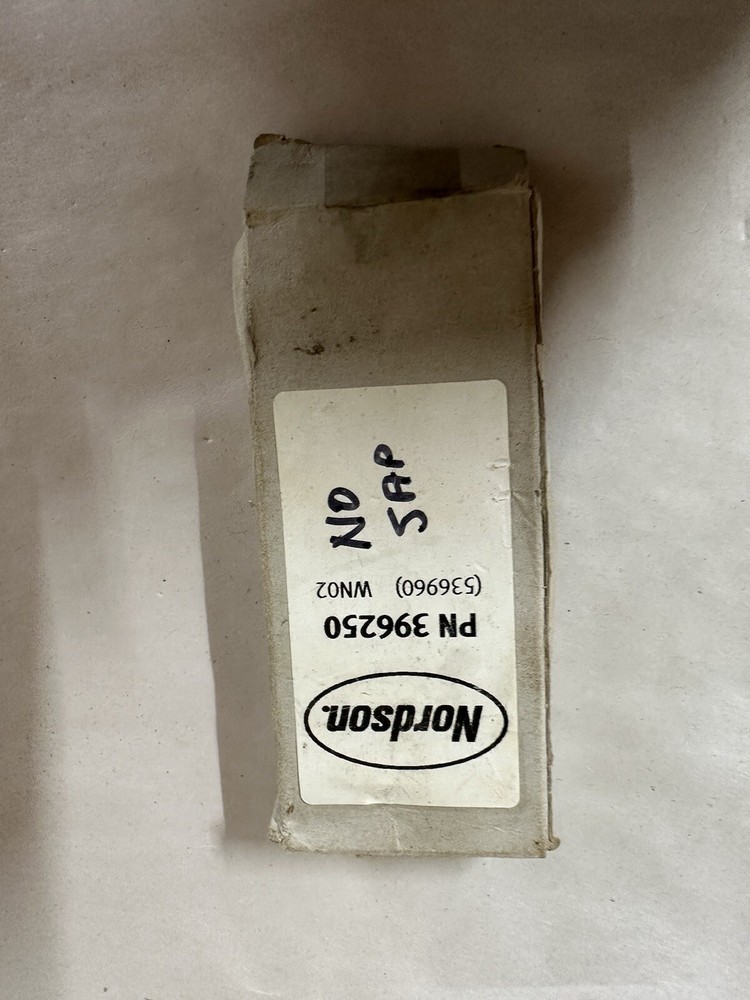 Nordson.
PN 396250
(536960) WN02
NO
SAP